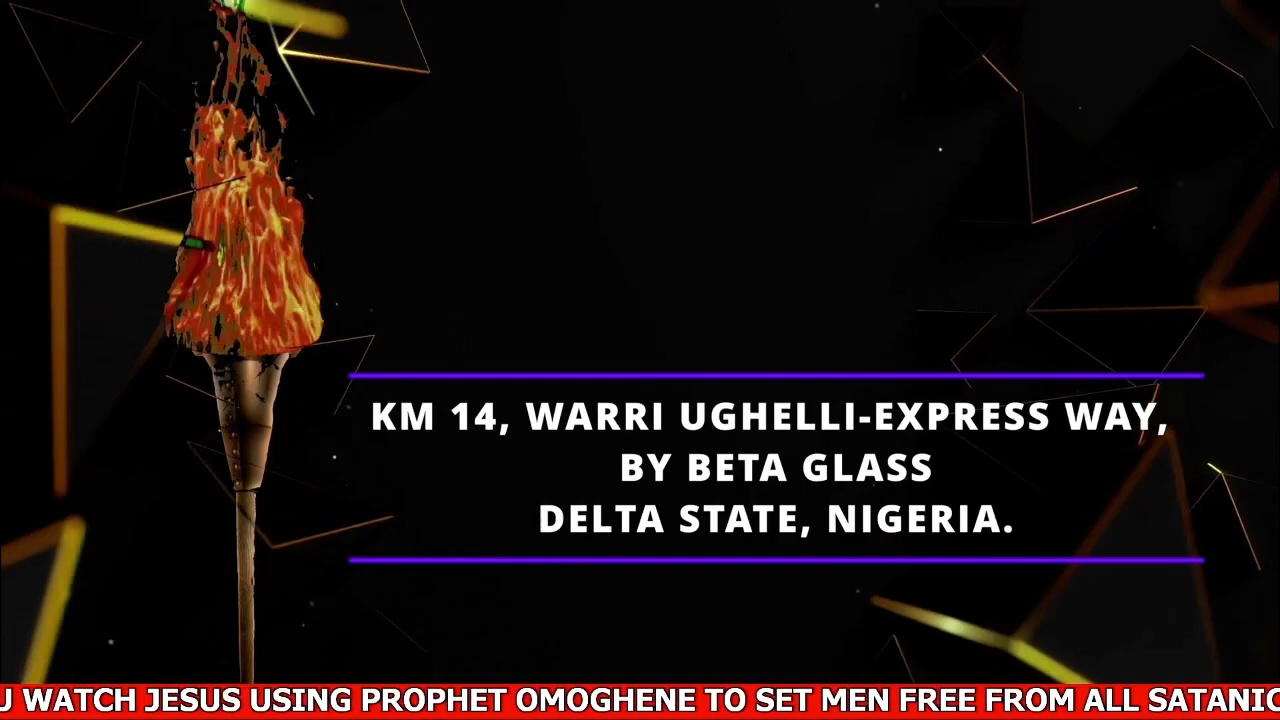 KM 14, WARRI UGHELLI-EXPRESS WAY,
BY BETA GLASS
DELTA STATE, NIGERIA.
WATCH JESUS USING PROPHET OMOGHENE TO SET MEN FREE FROM ALL SATANIC